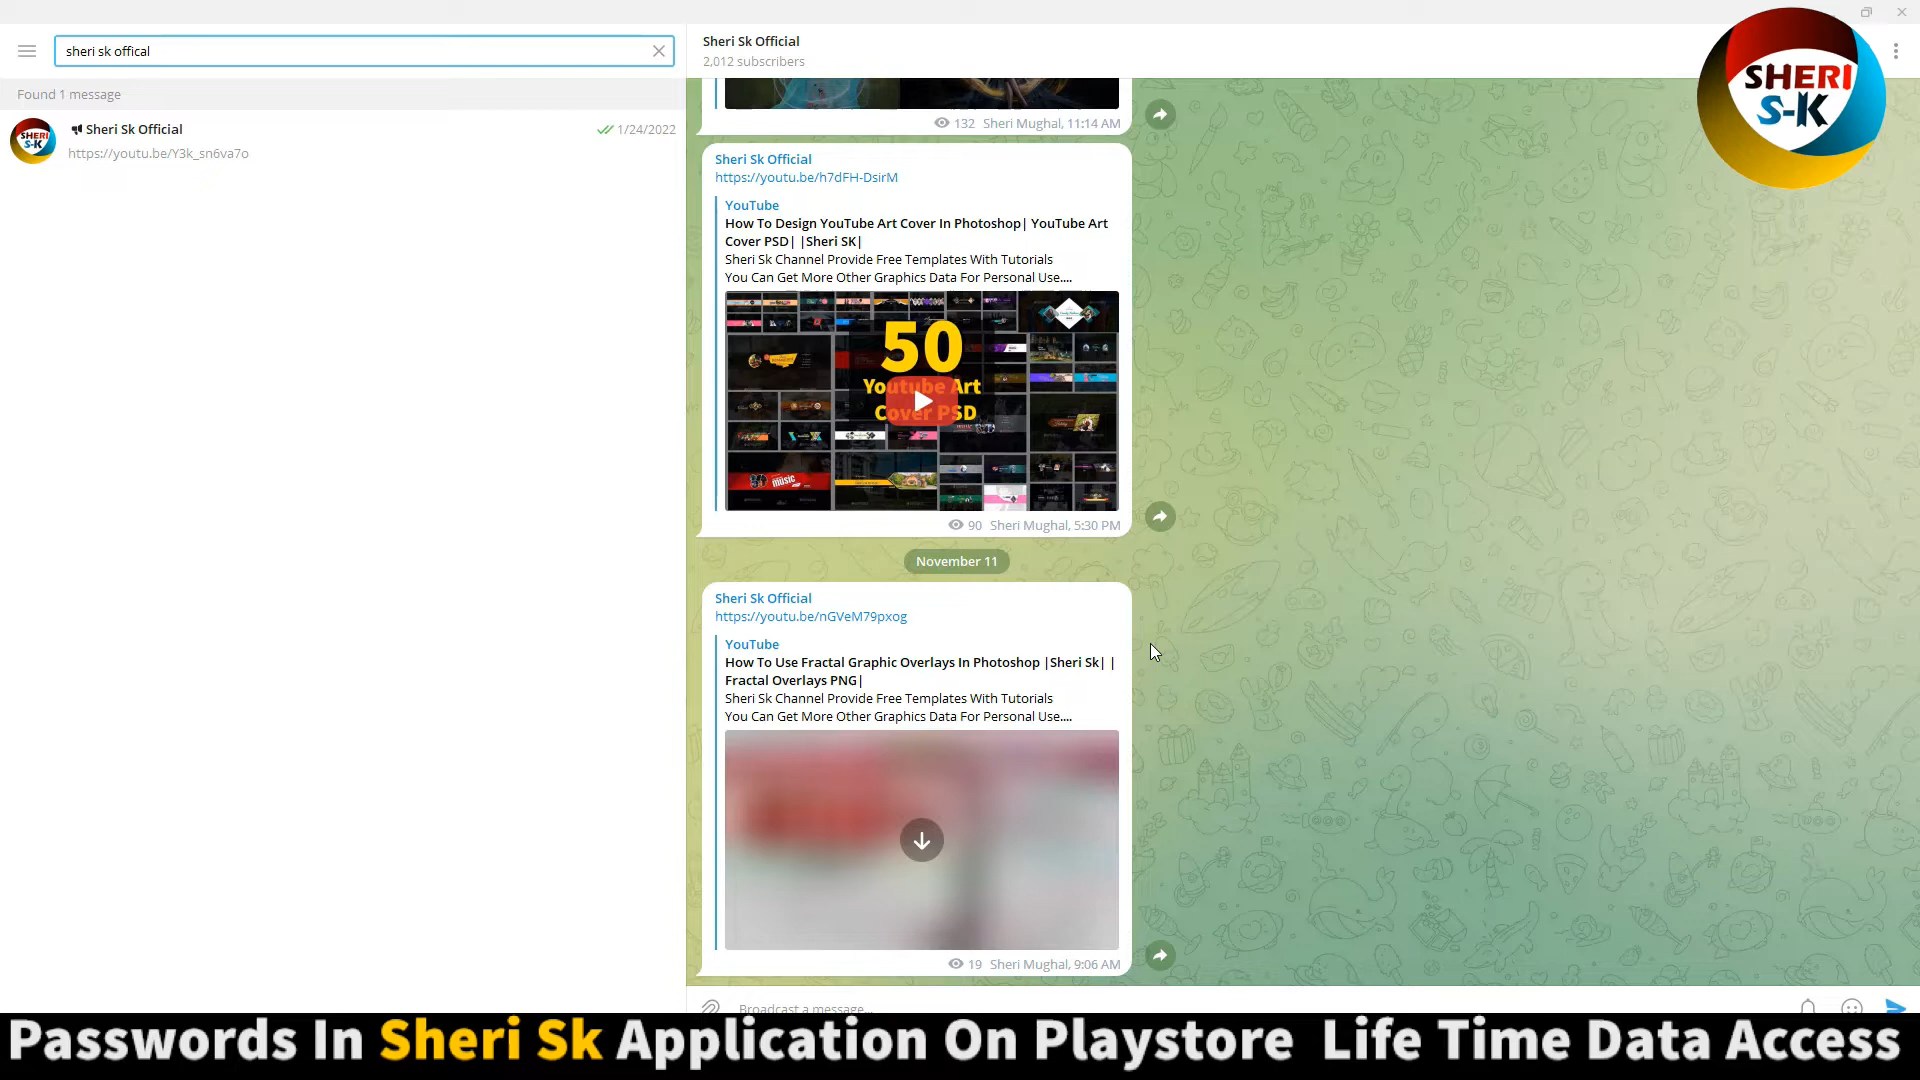 sheri sk offical
Found 1 message
Sheri Sk Official
1/24/2022
https://youtu.be/Y3k_sn6va7o
SHERI
S-K
Sheri Sk Official
2,012 subscribers
132 Sheri Mughal, 11:14 AM
Sheri Sk Official
https://youtu.be/h7dFH-DsirM
YouTube
How To Design YouTube Art Cover In Photoshop| YouTube Art
Cover PSD| |Sheri SK|
Sheri Sk Channel Provide Free Templates With Tutorials
You Can Get More Other Graphics Data For Personal Use....
50
Youtube Art
Cover PSD
music
90 Sheri Mughal, 5:30 PM
November 11
Sheri Sk Official
https://youtu.be/nGVeM79pxog
YouTube
How To Use Fractal Graphic Overlays In Photoshop |Sheri Sk| |
Fractal Overlays PNG|
Sheri Sk Channel Provide Free Templates With Tutorials
You Can Get More Other Graphics Data For Personal Use....
19 Sheri Mughal, 9:06 AM
Broadcast a message...
SHERI
S-K
Passwords In Sheri Sk Application On Playstore Life Time Data Access